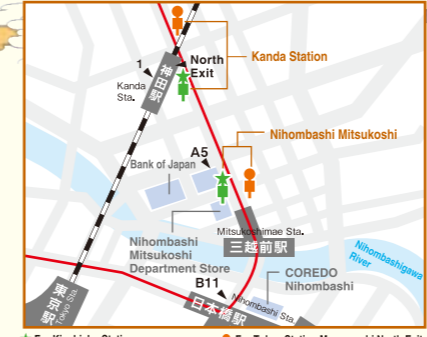 Kanda Station
North
Exit
1
Kanda
Sta.
神田駅
Nihombashi Mitsukoshi
A5
Bank of Japan
Mitsukoshimae Sta.
三越前駅
Nihombashi
Mitsukoshi
Department Store
Nihombashigawa
River
COREDO
Nihombashi
B11
Nihombashi Sta.
日本橋駅
東京駅
Tokyo Sta.